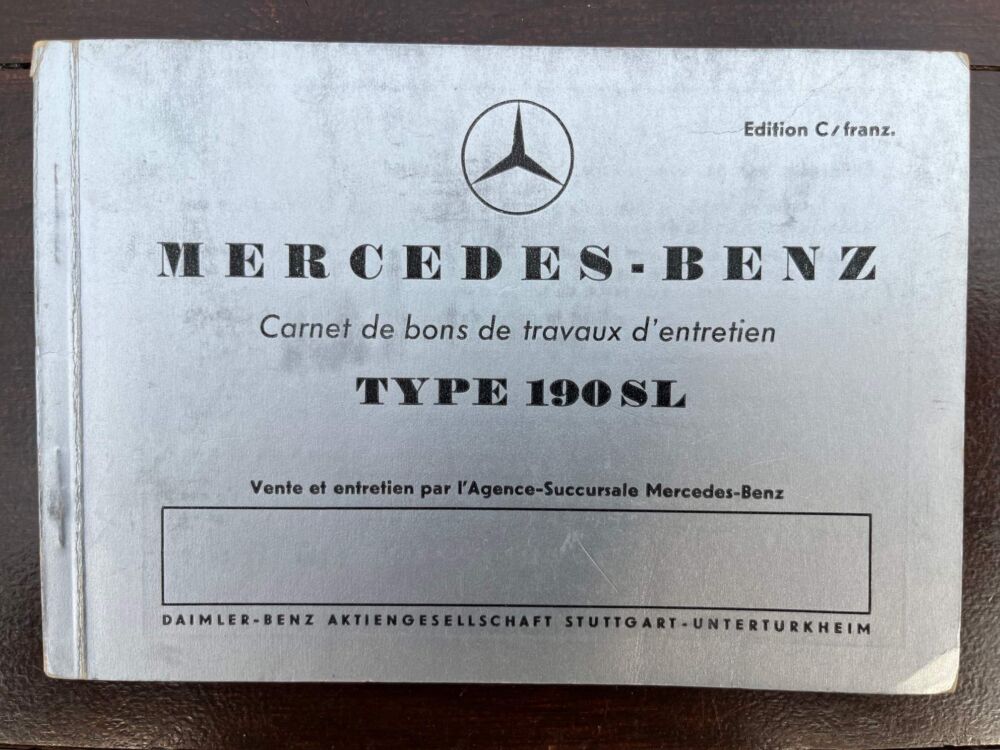 Edition C/franz.
MERCEDES-BENZ
Carnet de bons de travaux d'entretien
TYPE 190 SL
Vente et entretien par l'Agence-Succursale Mercedes-Benz
DAIMLER-BENZ AKTIENGESELLSCHAFT STUTTGART-UNTERTURKHEIM